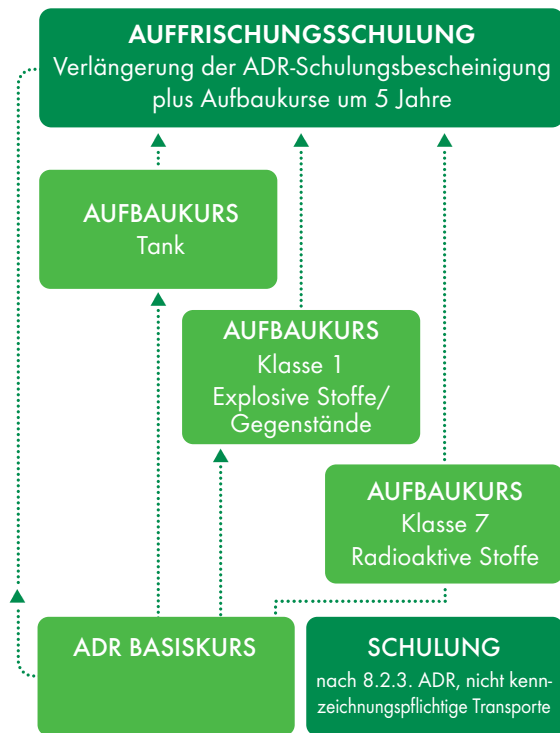 AUFFRISCHUNGSSCHULUNG
Verlängerung der ADR-Schulungsbescheinigung
plus Aufbaukurse um 5 Jahre
AUFBAUKURS
Tank
AUFBAUKURS
Klasse 1
Explosive Stoffe/
Gegenstände
AUFBAUKURS
Klasse 7
Radioaktive Stoffe
ADR BASISKURS
SCHULUNG
nach 8.2.3. ADR, nicht kenn-
zeichnungspflichtige Transporte